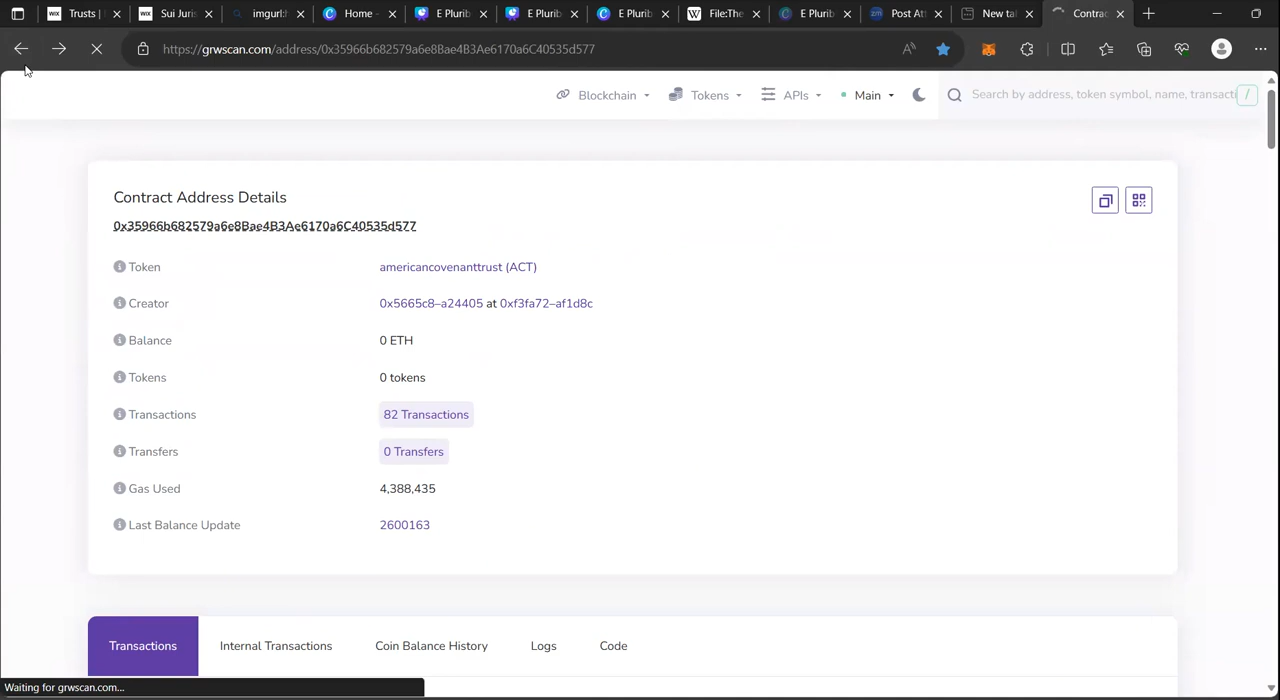 Trusts |
Sui Juris
imgurl:h
Home -
E Plurib
E Plurib
E Plurib
File:The
E Plurib
Post Att
New tab
Contrac
https://grwscan.com/address/0x35966b682579a6e8Bae4B3Ae6170a6C40535d577
Blockchain
Tokens
APIs
Main
Search by address, token symbol, name, transacti
/
Contract Address Details
0x35966b682579a6e8Bae4B3Ae6170a6C40535d577
Token americancovenanttrust (ACT)
Creator 0x5665c8–a24405 at 0xf3fa72–af1d8c
Balance 0 ETH
Tokens 0 tokens
Transactions 82 Transactions
Transfers 0 Transfers
Gas Used 4,388,435
Last Balance Update 2600163
Transactions Internal Transactions Coin Balance History Logs Code
Waiting for grwscan.com...